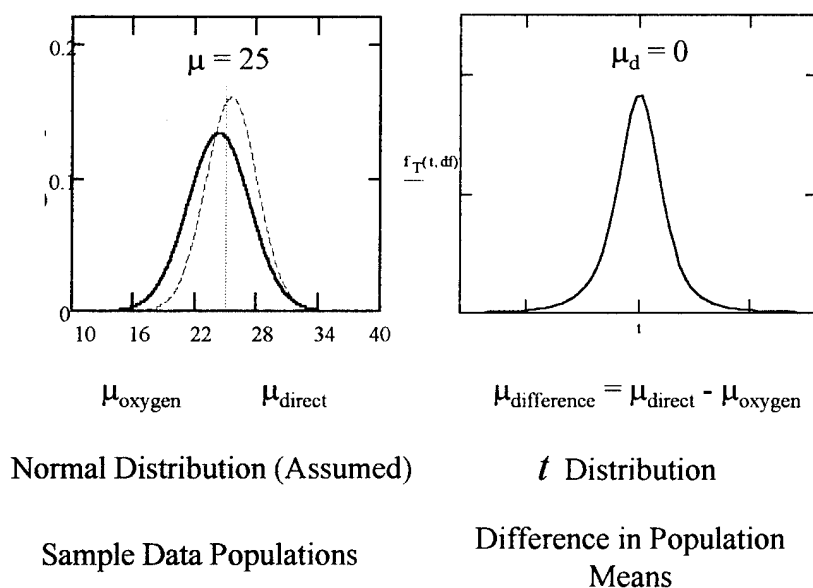 0.2
μ = 25
0.1
0
10 16 22 28 34 40
μoxygen μdirect
Normal Distribution (Assumed)
Sample Data Populations
μd = 0
f T(t, df)
t
μdifference = μdirect - μoxygen
t Distribution
Difference in Population
Means